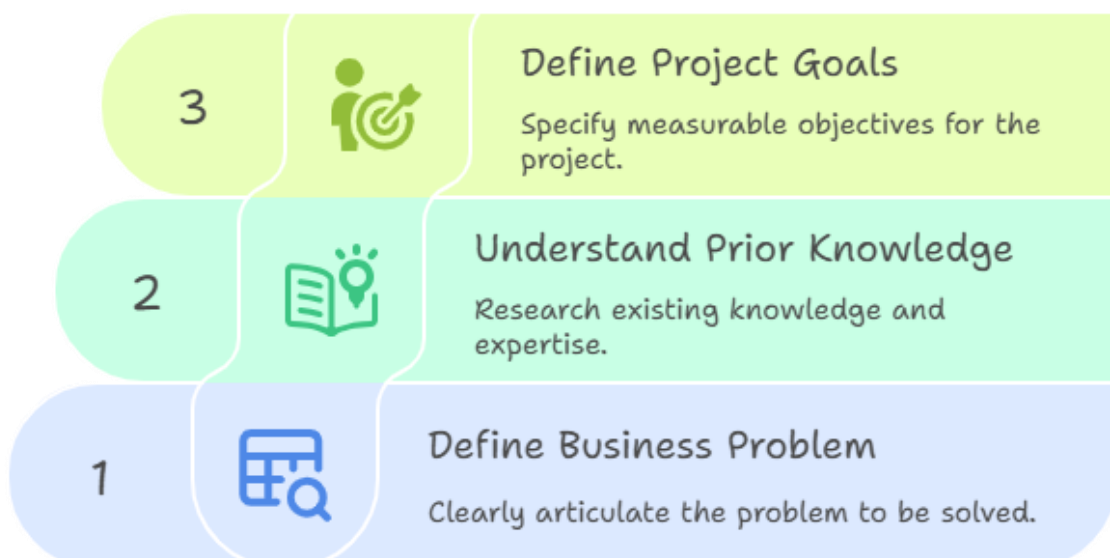 3
Define Project Goals
Specify measurable objectives for the
project.
2
Understand Prior Knowledge
Research existing knowledge and
expertise.
1
Define Business Problem
Clearly articulate the problem to be solved.